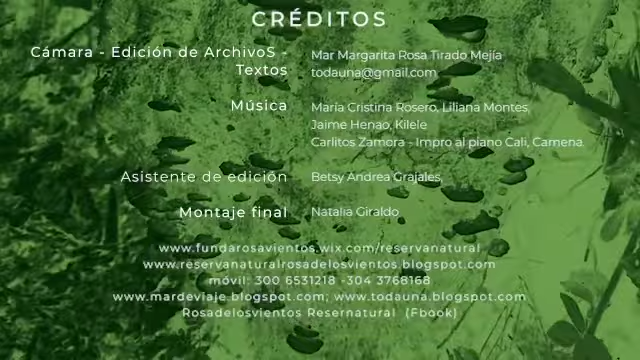 CRÉDITOS
Cámara - Edición de ArchivoS -
Textos
Mar Margarita Rosa Tirado Mejía
todauna@gmail.com
Música
María Cristina Rosero, Liliana Montes,
Jaime Henao, Kilele
Carlitos Zamora - Impro al piano Cali, Camena.
Asistente de edición
Betsy Andrea Grajales,
Montaje final
Natalia Giraldo
www.fundarosavientos.wix.com/reservanatural
www.reservanaturalrosadelosvientos.blogspot.com
móvil: 300 6531218 -304 3768168
www.mardeviaje.blogspot.com; www.todauna.blogspot.com
Rosadelosvientos Resernatural (Fbook)